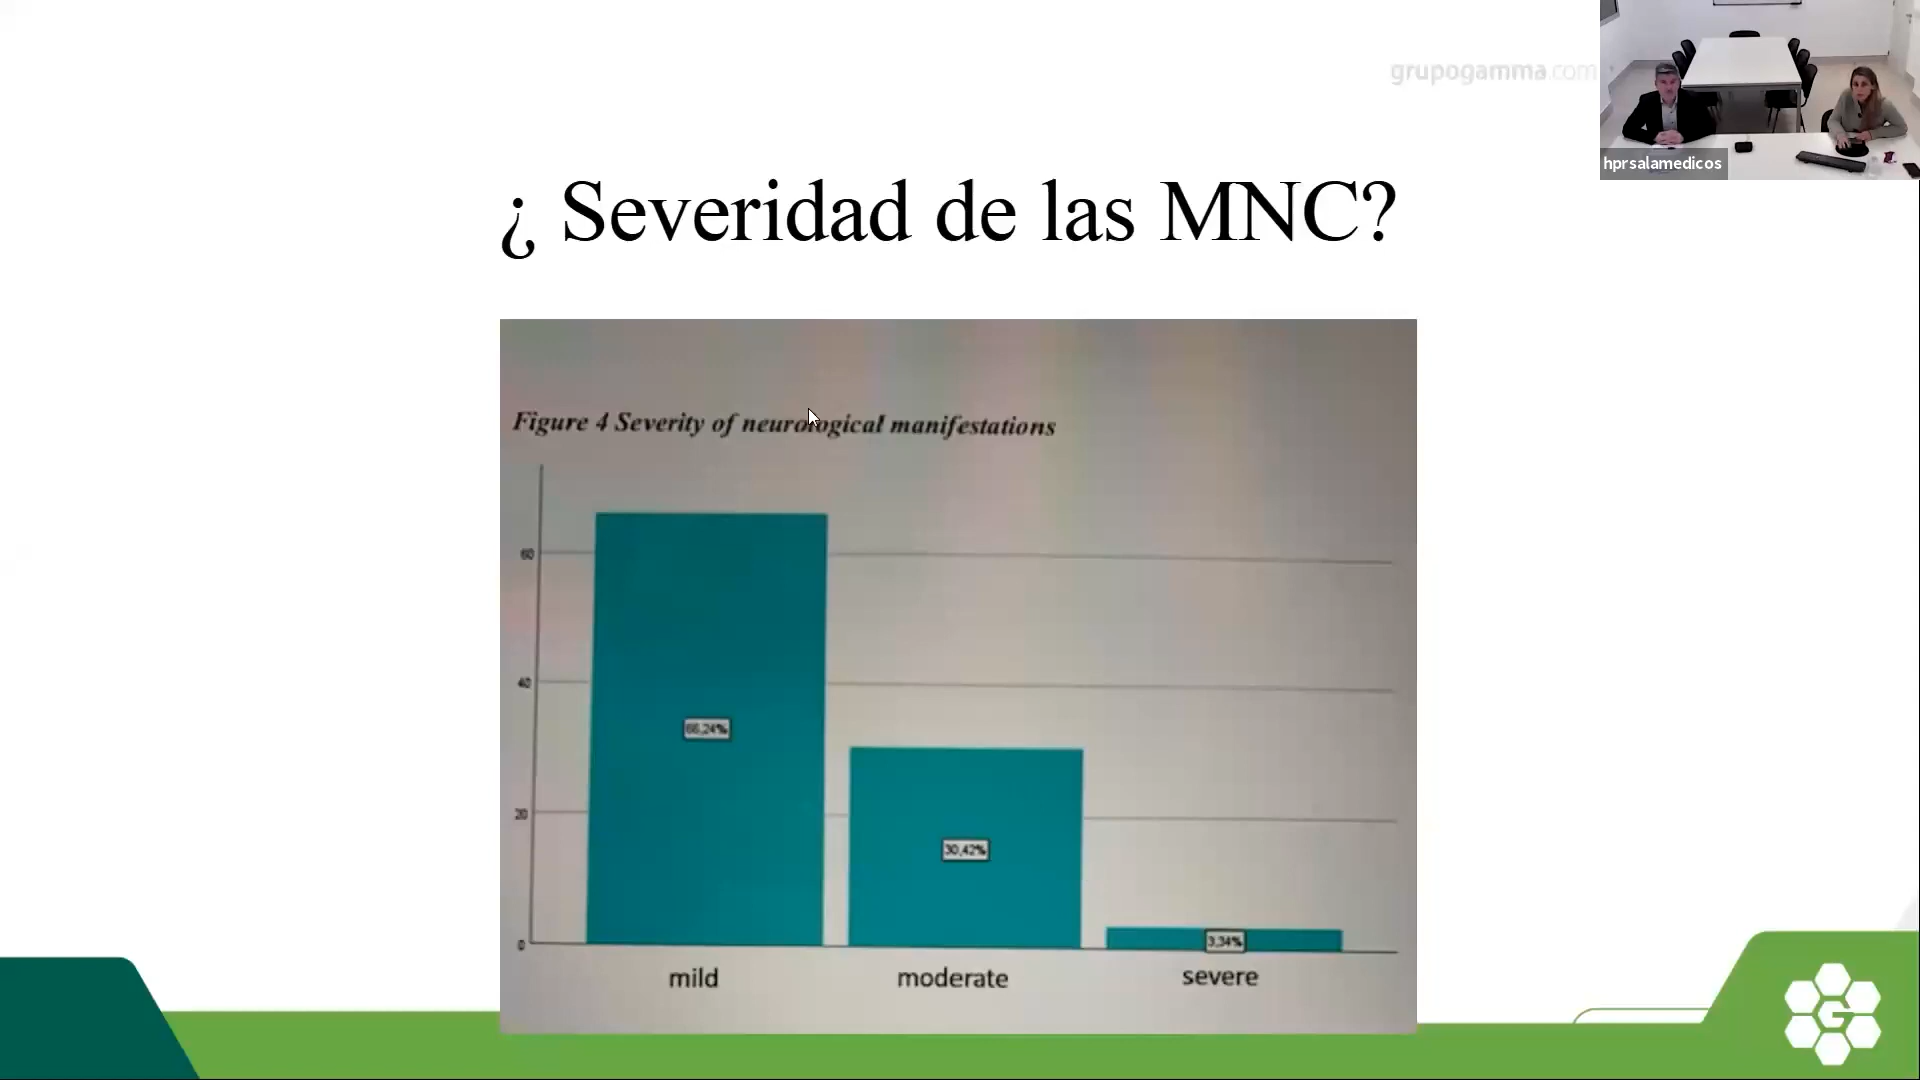 grupogamma.com
hprsalamedicos
¿ Severidad de las MNC?
Figure 4 Severity of neurological manifestations
60
40
20
0
66,24%
30,42%
3,34%
mild
moderate
severe
G